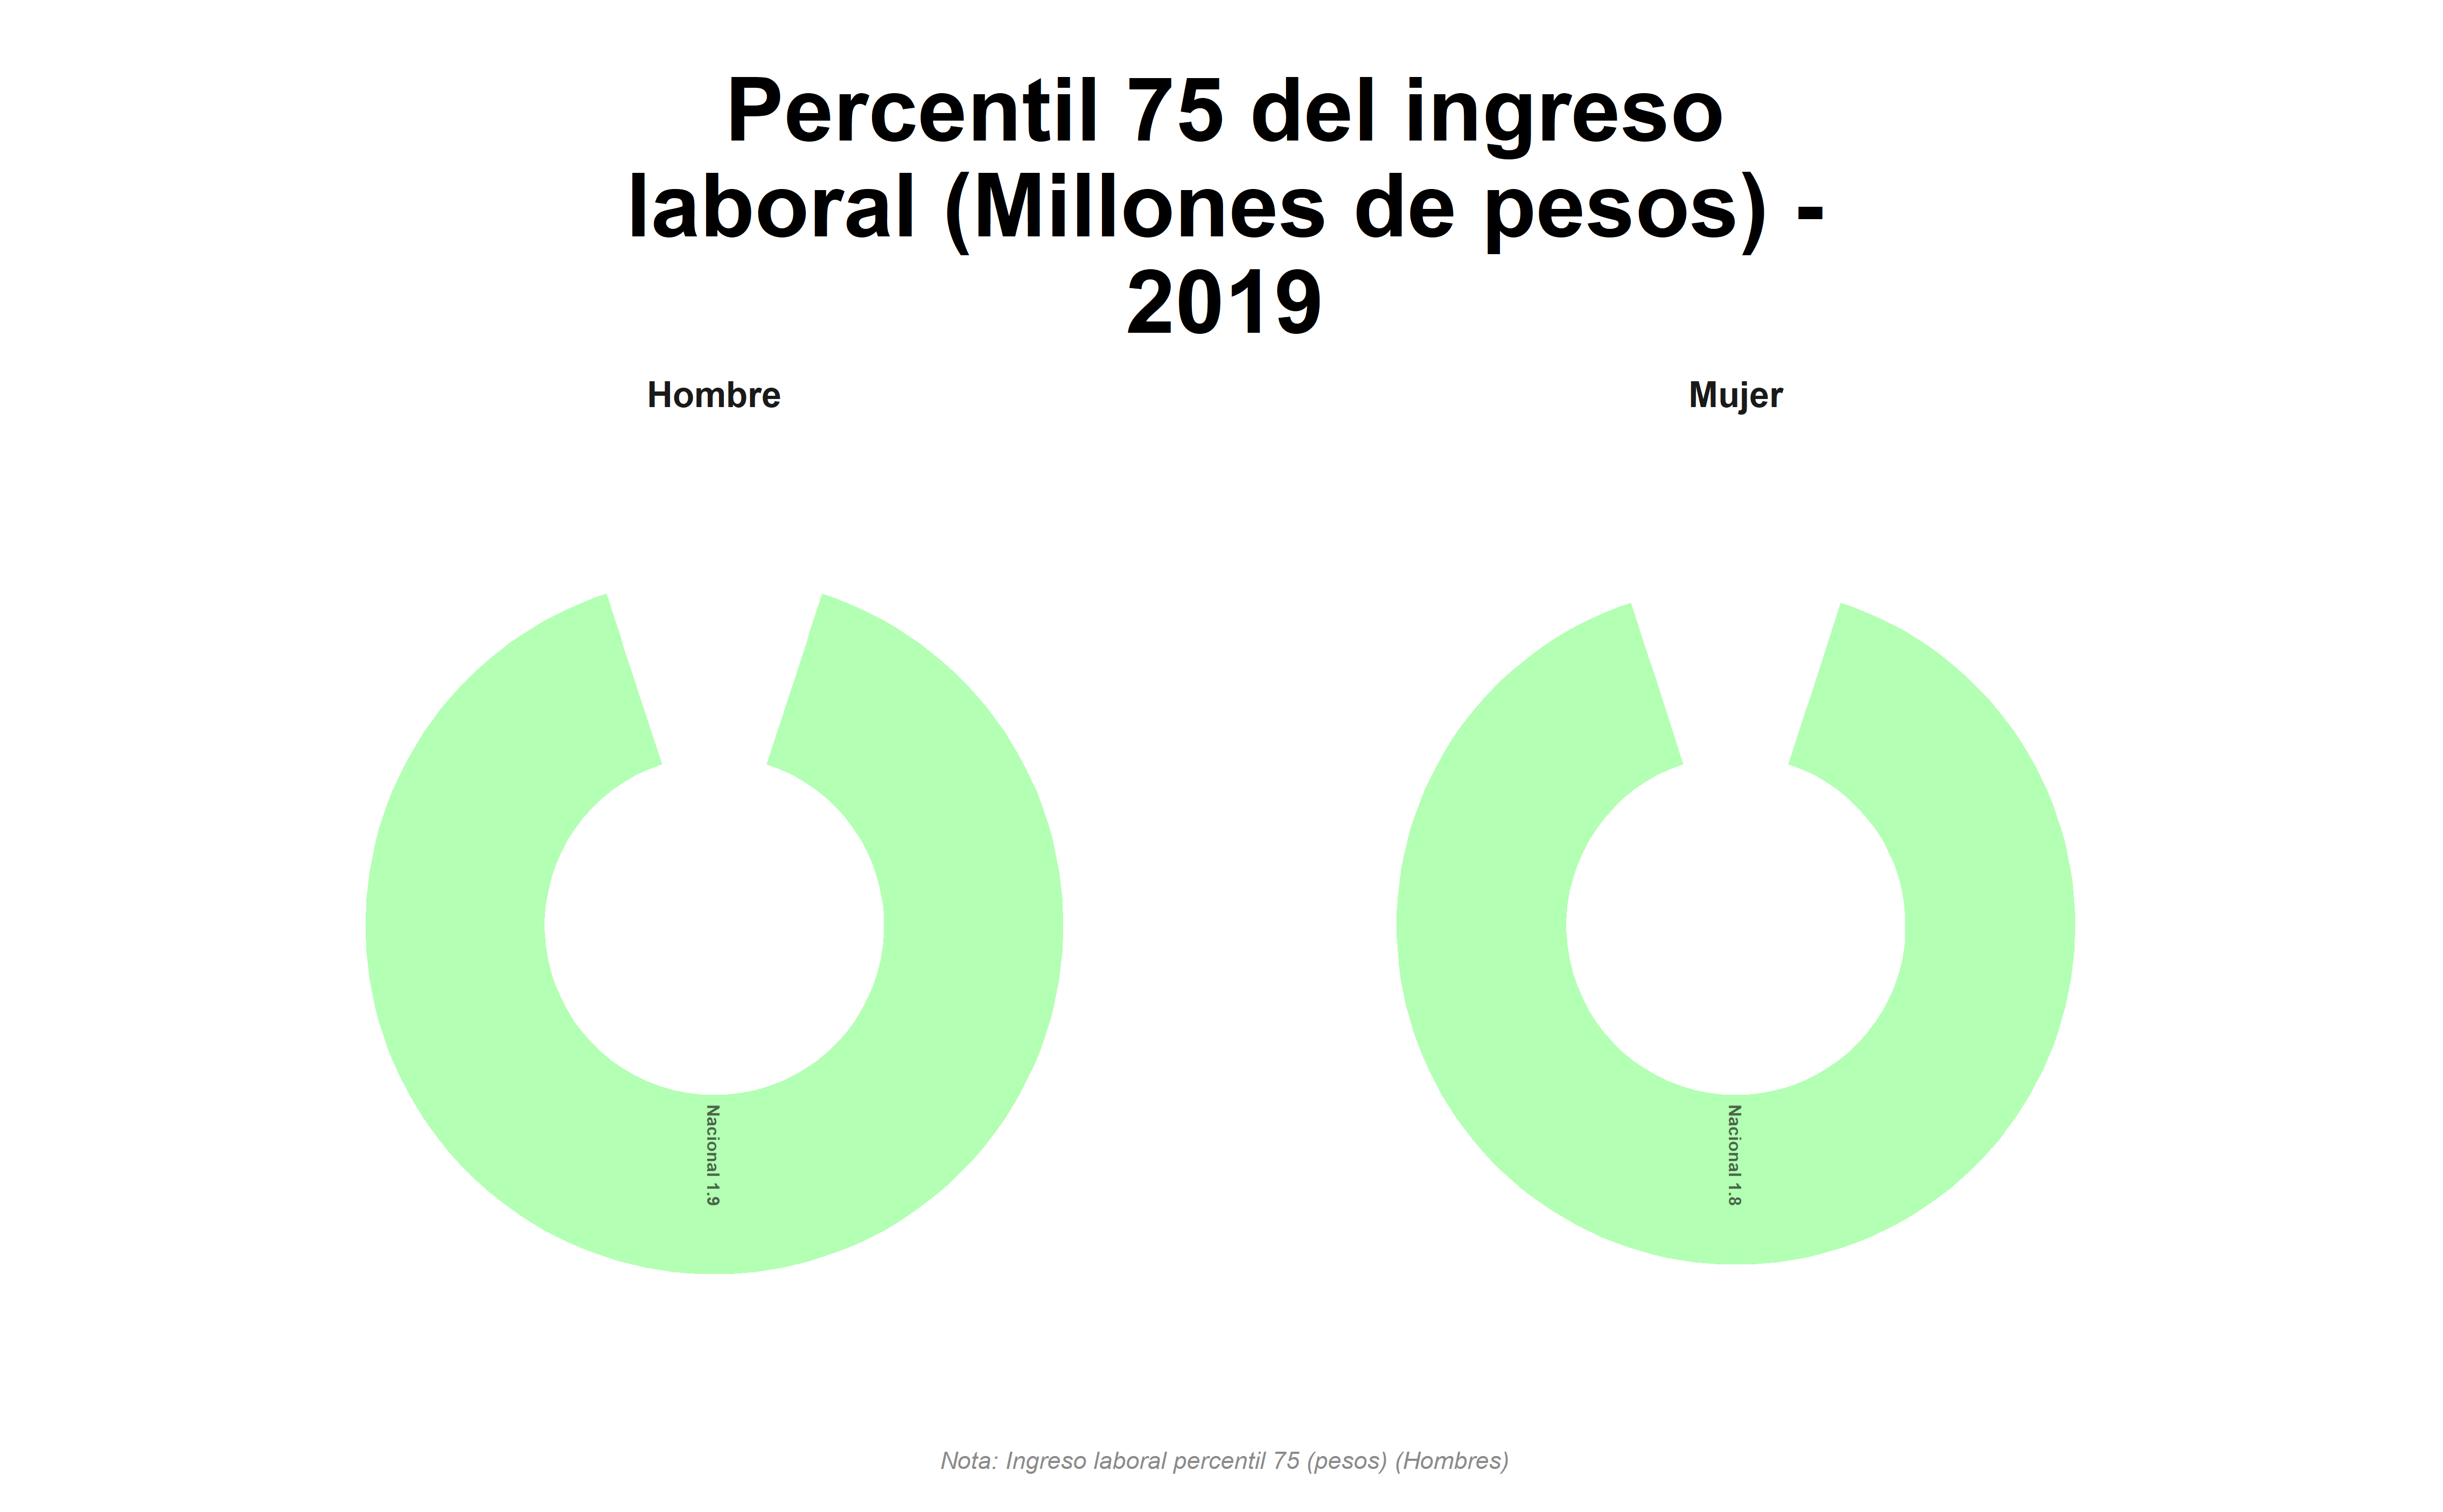 Percentil 75 del ingreso
laboral (Millones de pesos) -
2019
Hombre
Mujer
Nacional 1.9
Nacional 1.8
Nota: Ingreso laboral percentil 75 (pesos) (Hombres)